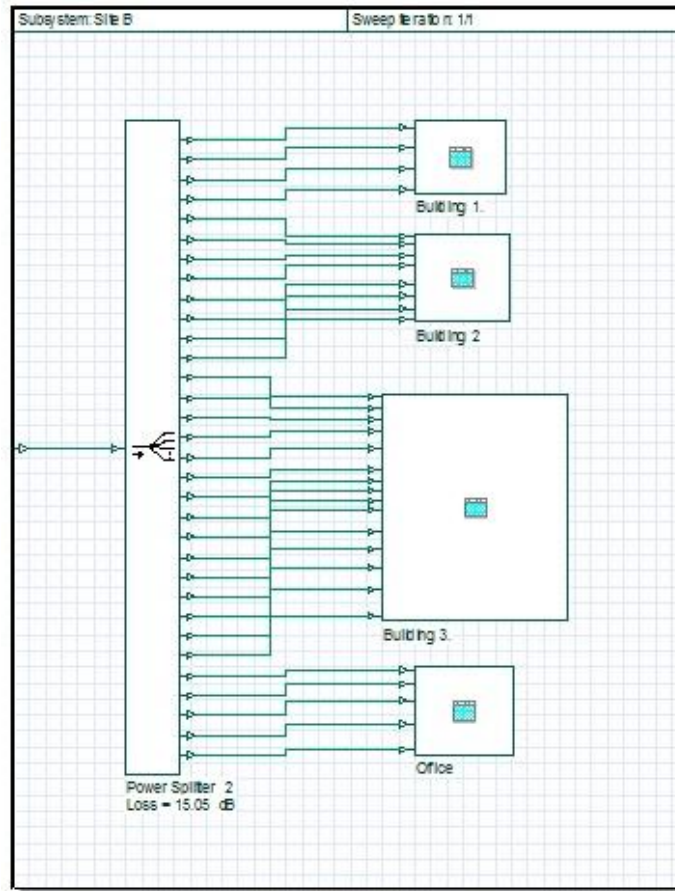 Subsystem: Site B
Sweep Iteration: 1/1
Building 1.
Building 2
Building 3.
Office
Power Splitter 2
Loss = 15.05 dB